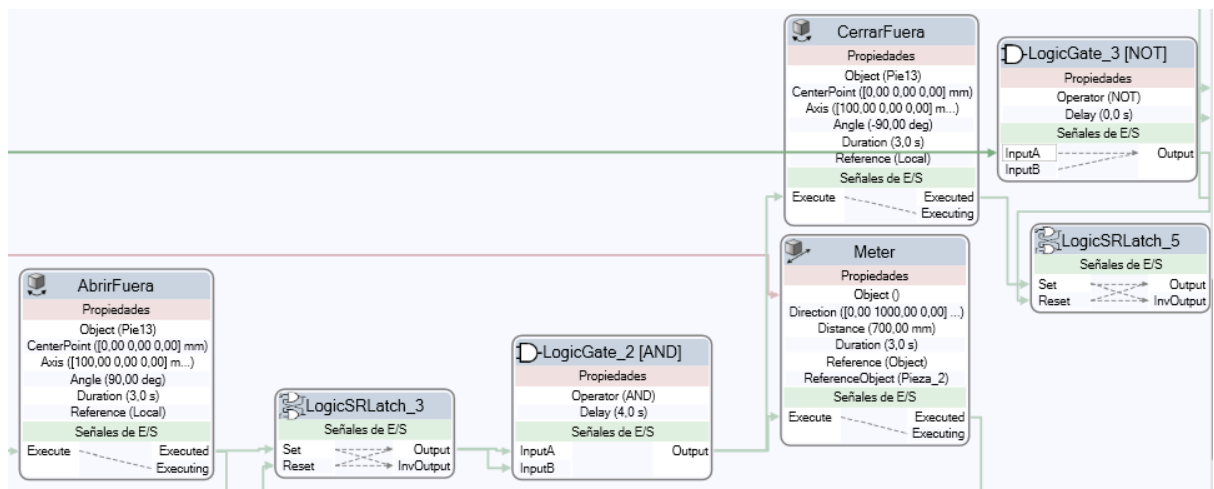 CerrarFuera
Propiedades
Object (Pie13)
CenterPoint ([0,00 0,00 0,00] mm)
Axis ([100,00 0,00 0,00] m...)
Angle (-90,00 deg)
Duration (3,0 s)
Reference (Local)
Señales de E/S
Execute Executed
Executing
LogicGate_3 [NOT]
Propiedades
Operator (NOT)
Delay (0,0 s)
Señales de E/S
InputA Output
InputB
LogicSRLatch_5
Señales de E/S
Set Output
Reset InvOutput
Meter
Propiedades
Object ()
Direction ([0,00 1000,00 0,00] ...)
Distance (700,00 mm)
Duration (3,0 s)
Reference (Object)
ReferenceObject (Pieza_2)
Señales de E/S
Execute Executed
Executing
AbrirFuera
Propiedades
Object (Pie13)
CenterPoint ([0,00 0,00 0,00] mm)
Axis ([100,00 0,00 0,00] m...)
Angle (90,00 deg)
Duration (3,0 s)
Reference (Local)
Señales de E/S
Execute Executed
Executing
LogicSRLatch_3
Señales de E/S
Set Output
Reset InvOutput
LogicGate_2 [AND]
Propiedades
Operator (AND)
Delay (4,0 s)
Señales de E/S
InputA Output
InputB